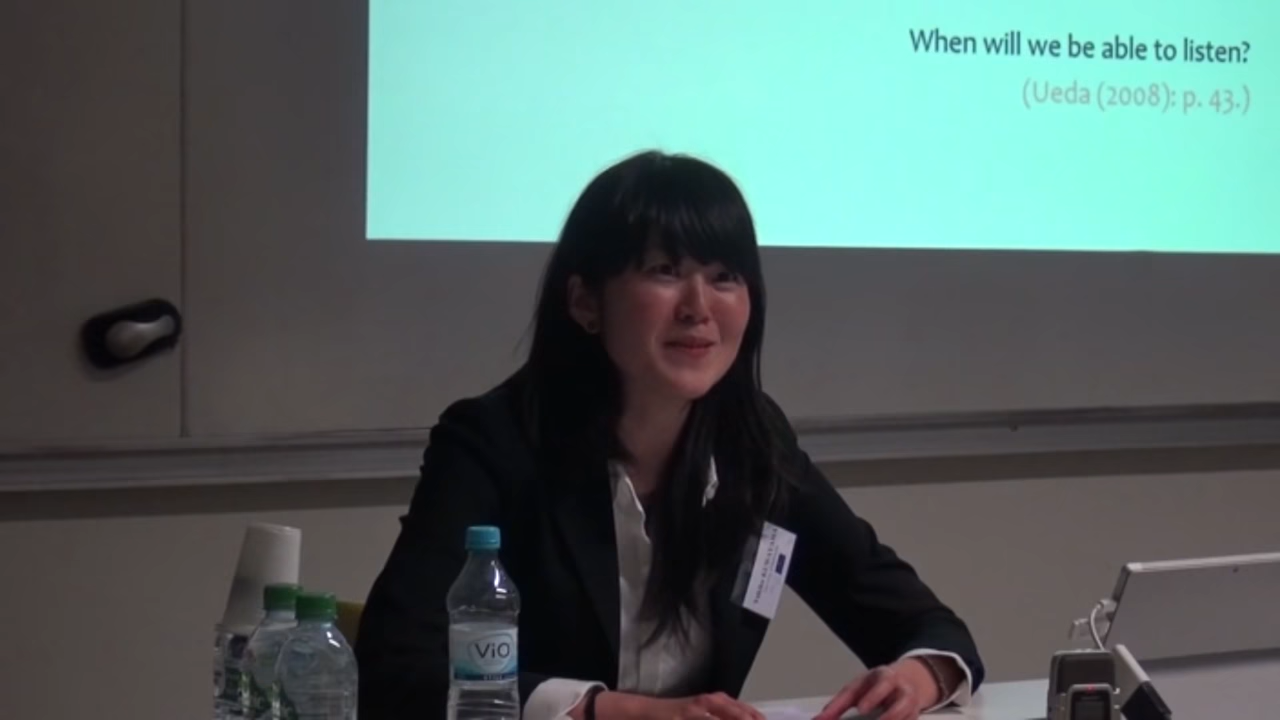 When will we be able to listen?
(Ueda (2008): p. 43.)
ViO